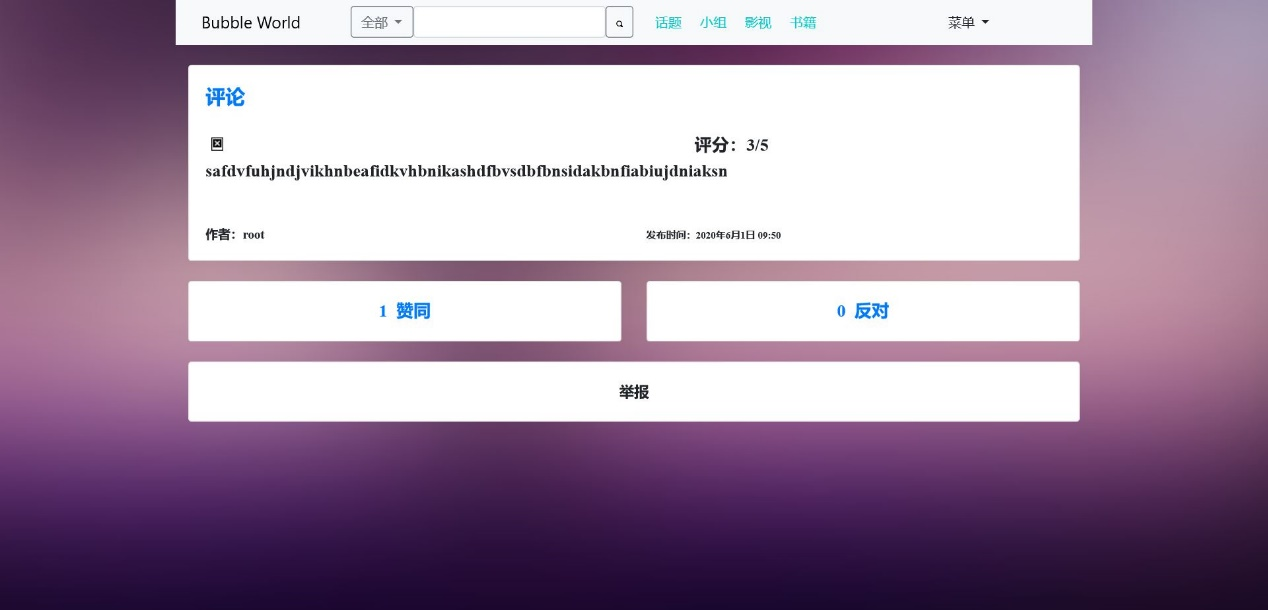 Bubble World 全部 话题 小组 影视 书籍 菜单
评论
评分：3/5
safdvfuhjndjvikhnbeafidkvhbnikashdfbvsdbfbnsidakbnfiabiujdniaksn
作者：root 发布时间：2020年6月1日 09:50
1 赞同 0 反对
举报